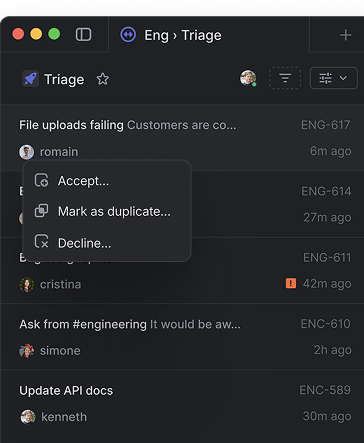 Eng › Triage
Triage
File uploads failing Customers are co...
ENG-617
romain
6m ago
Accept...
ENG-614
Mark as duplicate...
27m ago
Decline...
ENG-611
cristina
42m ago
Ask from #engineering It would be aw...
ENC-610
simone
2h ago
Update API docs
ENC-589
kenneth
30m ago